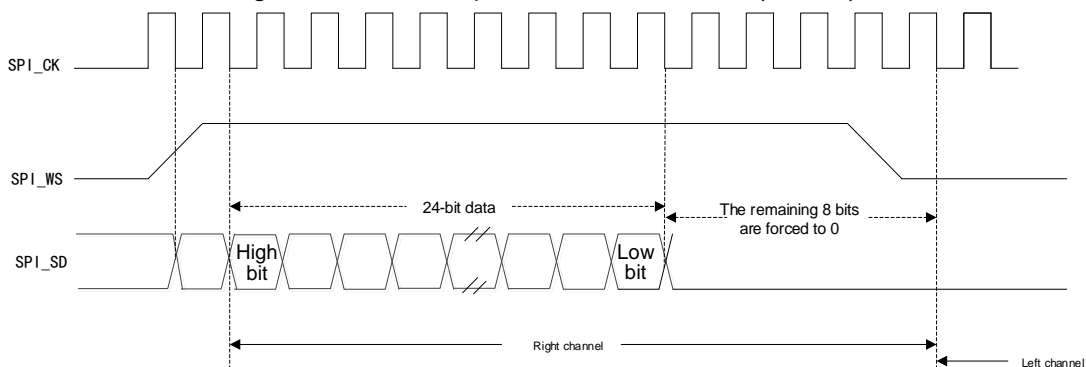 SPI_CK
SPI_WS
24-bit data
The remaining 8 bits
are forced to 0
SPI_SD
High
bit
Low
bit
Right channel
Left channel